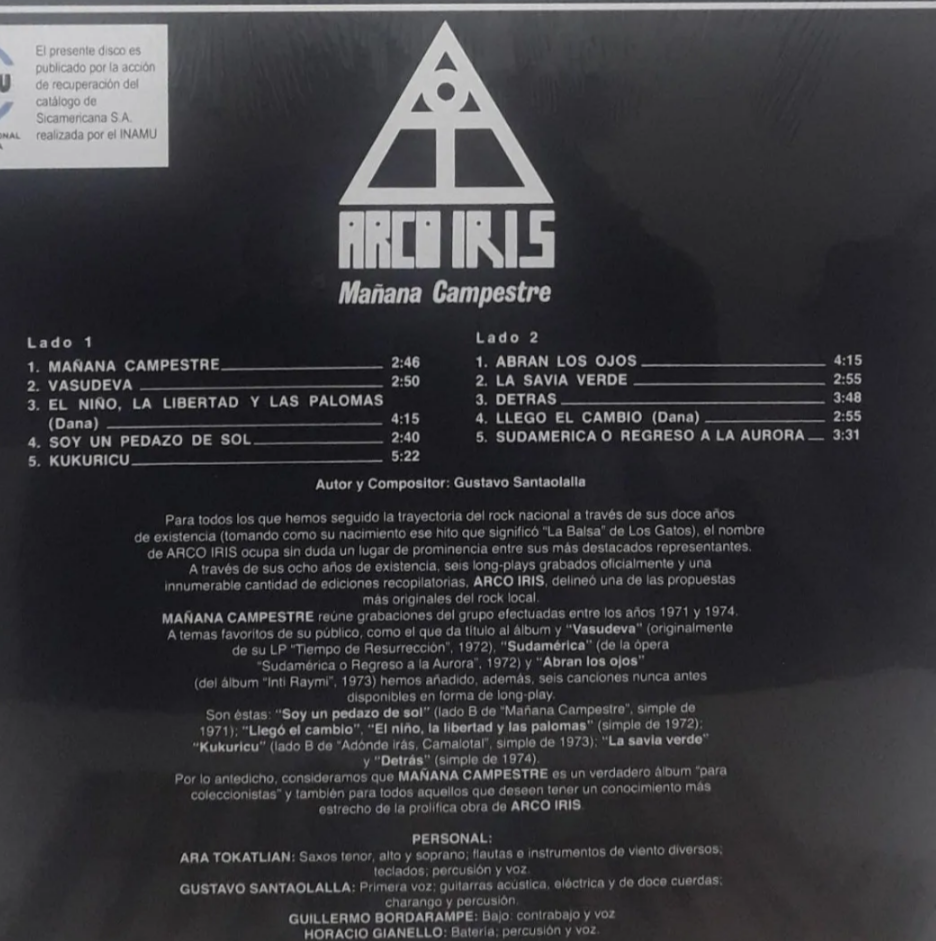 El presente disco es
publicado por la acción
de recuperación del
catálogo de
Sicamericana S.A.
realizada por el INAMU
ARCO IRIS
Mañana Campestre
Lado 1
1. MAÑANA CAMPESTRE 2:46
2. VASUDEVA 2:50
3. EL NIÑO, LA LIBERTAD Y LAS PALOMAS
(Dana) 4:15
4. SOY UN PEDAZO DE SOL 2:40
5. KUKURICU 5:22
Lado 2
1. ABRAN LOS OJOS 4:15
2. LA SAVIA VERDE 2:55
3. DETRAS 3:48
4. LLEGO EL CAMBIO (Dana) 2:55
5. SUDAMERICA O REGRESO A LA AURORA 3:31
Autor y Compositor: Gustavo Santaolalla
Para todos los que hemos seguido la trayectoria del rock nacional a través de sus doce años
de existencia (tomando como su nacimiento ese hito que significó "La Balsa" de Los Gatos), el nombre
de ARCO IRIS ocupa sin duda un lugar de prominencia entre sus más destacados representantes.
A través de sus ocho años de existencia, seis long-plays grabados oficialmente y una
innumerable cantidad de ediciones recopilatorias, ARCO IRIS, delineó una de las propuestas
más originales del rock local.
MAÑANA CAMPESTRE reúne grabaciones del grupo efectuadas entre los años 1971 y 1974.
A temas favoritos de su público, como el que da título al álbum y "Vasudeva" (originalmente
de su LP "Tiempo de Resurrección", 1972), "Sudamérica" (de la ópera
"Sudamérica o Regreso a la Aurora", 1972) y "Abran los ojos"
(del álbum "Inti Raymi", 1973) hemos añadido, además, seis canciones nunca antes
disponibles en forma de long-play.
Son éstas: "Soy un pedazo de sol" (lado B de "Mañana Campestre", simple de
1971); "Llegó el cambio", "El niño, la libertad y las palomas" (simple de 1972);
"Kukuricu" (lado B de "Adónde irás, Camalotal", simple de 1973); "La savia verde"
y "Detrás" (simple de 1974).
Por lo antedicho, consideramos que MAÑANA CAMPESTRE es un verdadero álbum "para
coleccionistas" y también para todos aquellos que deseen tener un conocimiento más
estrecho de la prolífica obra de ARCO IRIS.
PERSONAL:
ARA TOKATLIAN: Saxos tenor, alto y soprano; flautas e instrumentos de viento diversos;
teclados; percusión y voz.
GUSTAVO SANTAOLALLA: Primera voz; guitarras acústica, eléctrica y de doce cuerdas;
charango y percusión.
GUILLERMO BORDARAMPE: Bajo; contrabajo y voz
HORACIO GIANELLO: Batería; percusión y voz.